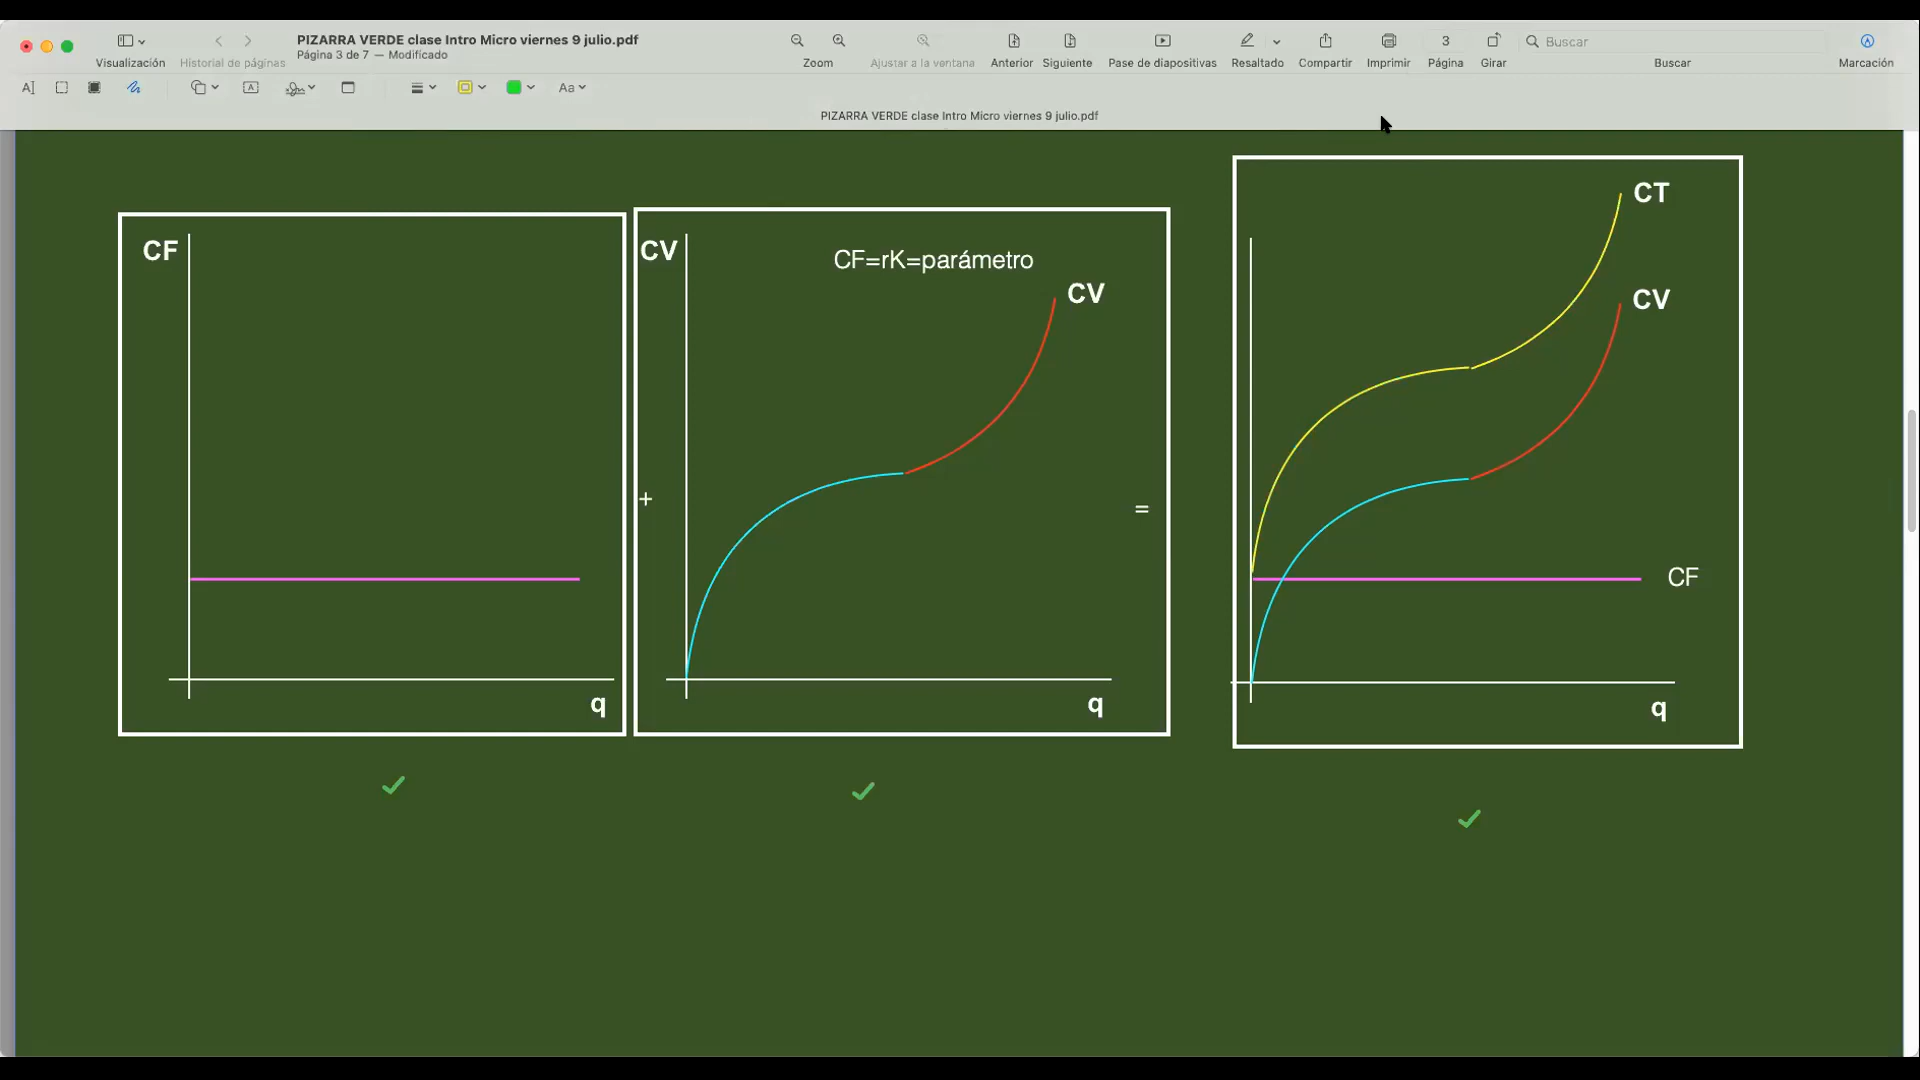 PIZARRA VERDE clase Intro Micro viernes 9 julio.pdf
Página 3 de 7 — Modificado
Visualización
Historial de páginas
Zoom
Ajustar a la ventana
Anterior
Siguiente
Pase de diapositivas
Resaltado
Compartir
Imprimir
3
Página
Girar
Buscar
Buscar
Marcación
Aa
PIZARRA VERDE clase Intro Micro viernes 9 julio.pdf
CF
q
+
CV
CF=rK=parámetro
CV
q
=
CT
CV
CF
q